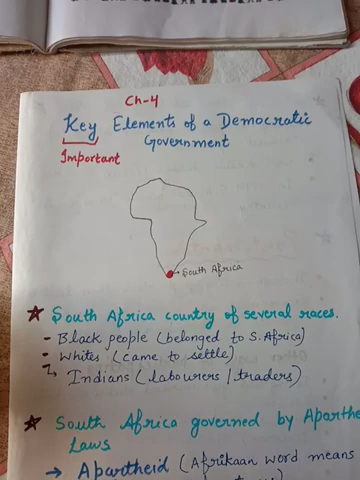 Ch-4
Key Elements of a Democratic
Government
Important
South Africa
★ South Africa country of several races.
- Black people (belonged to S.Africa)
- Whites (came to settle)
↳ Indians (labourers / traders)
★ South Africa governed by Aparthe
Laws
→ Apartheid (Afrikaan word means